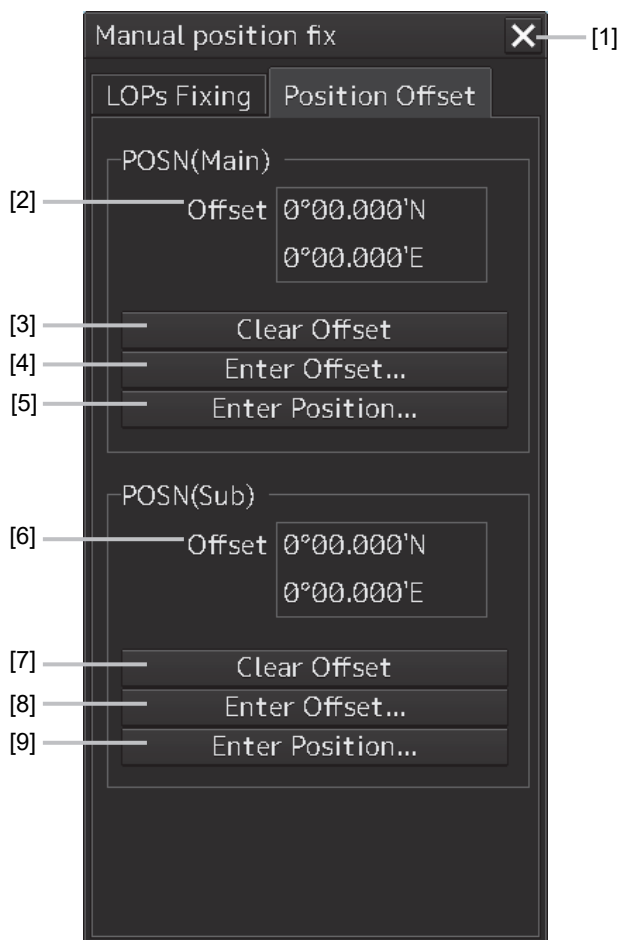 Manual position fix
[1]
LOPs Fixing Position Offset
POSN(Main)
[2] Offset 0°00.000'N
0°00.000'E
[3] Clear Offset
[4] Enter Offset...
[5] Enter Position...
POSN(Sub)
[6] Offset 0°00.000'N
0°00.000'E
[7] Clear Offset
[8] Enter Offset...
[9] Enter Position...